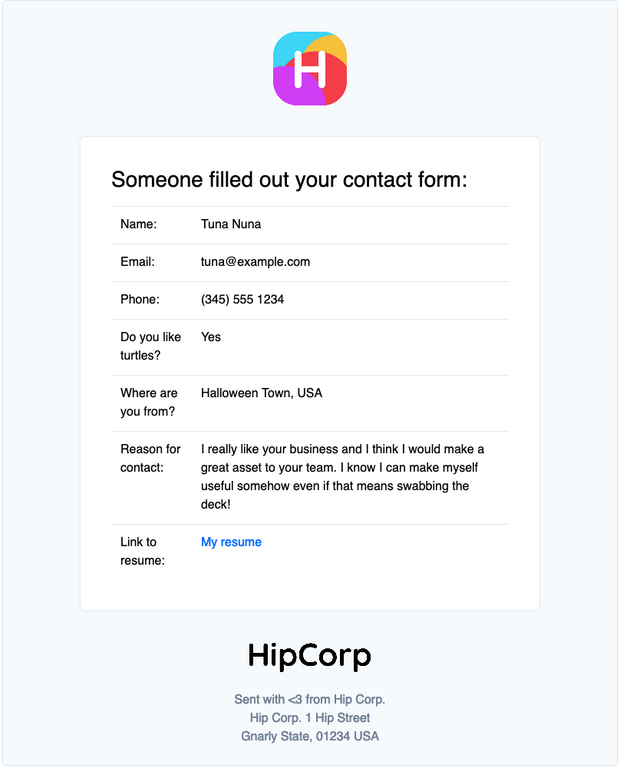 H
Someone filled out your contact form:
Name: Tuna Nuna
Email: tuna@example.com
Phone: (345) 555 1234
Do you like Yes
turtles?
Where are Halloween Town, USA
you from?
Reason for I really like your business and I think I would make a
contact: great asset to your team. I know I can make myself
useful somehow even if that means swabbing the
deck!
Link to My resume
resume:
HipCorp
Sent with <3 from Hip Corp.
Hip Corp. 1 Hip Street
Gnarly State, 01234 USA